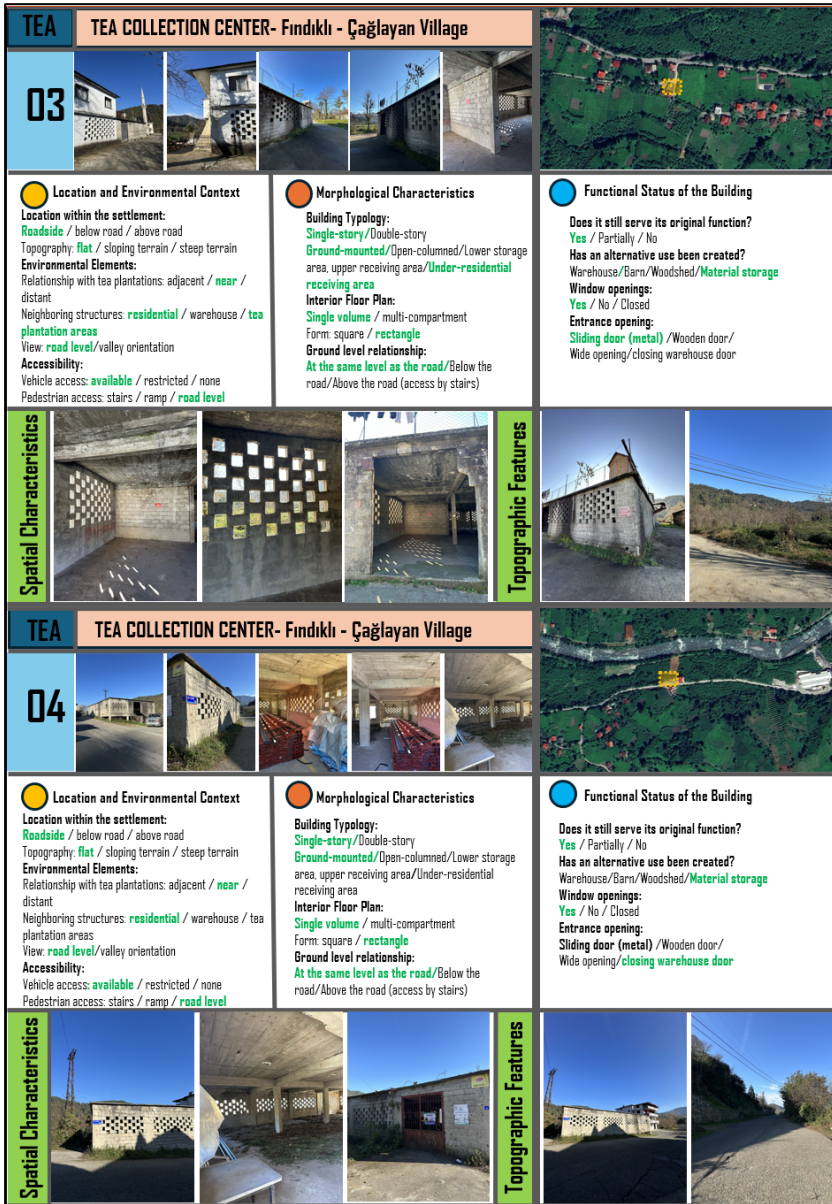 TEA
TEA COLLECTION CENTER- Fındıklı - Çağlayan Village
03
Location and Environmental Context
Location within the settlement:
Roadside / below road / above road
Topography: flat / sloping terrain / steep terrain
Environmental Elements:
Relationship with tea plantations: adjacent / near /
distant
Neighboring structures: residential / warehouse / tea
plantation areas
View: road level/valley orientation
Accessibility:
Vehicle access: available / restricted / none
Pedestrian access: stairs / ramp / road level
Morphological Characteristics
Building Typology:
Single-story/Double-story
Ground-mounted/Open-columned/Lower storage
area, upper receiving area/Under-residential
receiving area
Interior Floor Plan:
Single volume / multi-compartment
Form: square / rectangle
Ground level relationship:
At the same level as the road/Below the
road/Above the road (access by stairs)
Functional Status of the Building
Does it still serve its original function?
Yes / Partially / No
Has an alternative use been created?
Warehouse/Barn/Woodshed/Material storage
Window openings:
Yes / No / Closed
Entrance opening:
Sliding door (metal) /Wooden door/
Wide opening/closing warehouse door
Spatial Characteristics
Topographic Features
TEA
TEA COLLECTION CENTER- Fındıklı - Çağlayan Village
04
Location and Environmental Context
Location within the settlement:
Roadside / below road / above road
Topography: flat / sloping terrain / steep terrain
Environmental Elements:
Relationship with tea plantations: adjacent / near /
distant
Neighboring structures: residential / warehouse / tea
plantation areas
View: road level/valley orientation
Accessibility:
Vehicle access: available / restricted / none
Pedestrian access: stairs / ramp / road level
Morphological Characteristics
Building Typology:
Single-story/Double-story
Ground-mounted/Open-columned/Lower storage
area, upper receiving area/Under-residential
receiving area
Interior Floor Plan:
Single volume / multi-compartment
Form: square / rectangle
Ground level relationship:
At the same level as the road/Below the
road/Above the road (access by stairs)
Functional Status of the Building
Does it still serve its original function?
Yes / Partially / No
Has an alternative use been created?
Warehouse/Barn/Woodshed/Material storage
Window openings:
Yes / No / Closed
Entrance opening:
Sliding door (metal) /Wooden door/
Wide opening/closing warehouse door
Spatial Characteristics
Topographic Features